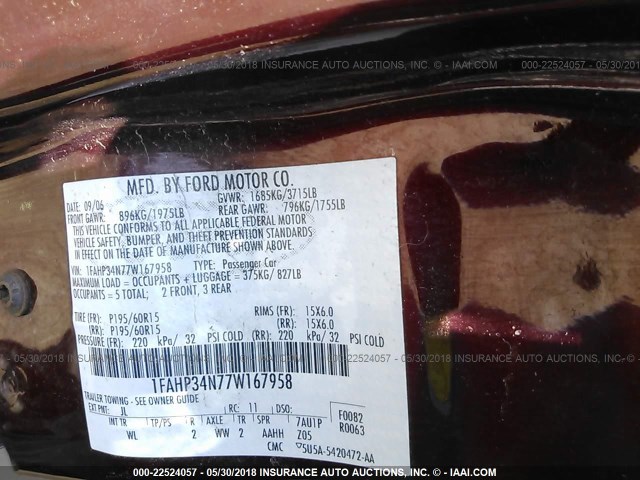 000-22524057 - 05/30/2018 INSURANCE AUTO AUCTIONS, INC. - © - IAAI.COM
MFD. BY FORD MOTOR CO.
09/06 GVWR: 1685KG/3715LB
FRONT GAWR: 896KG/1975LB REAR GAWR: 796KG/1755LB
THIS VEHICLE CONFORMS TO ALL APPLICABLE FEDERAL MOTOR
VEHICLE SAFETY, BUMPER, AND THEFT PREVENTION STANDARDS
IN EFFECT ON THE DATE OF MANUFACTURE SHOWN ABOVE.
VIN: 1FAHP34N77W167958 TYPE: Passenger Car
MAXIMUM LOAD = OCCUPANTS + LUGGAGE = 375KG/ 827LB
OCCUPANTS = 5 TOTAL; 2 FRONT, 3 REAR
TIRE (FR): P195/60R15 RIMS (FR): 15X6.0
(RR): P195/60R15 (RR): 15X6.0
PRESSURE (FR): 220 kPa/ 32 PSI COLD (RR): 220 kPa/ 32 PSI COLD
1FAHP34N77W167958
TRAILER TOWING - SEE OWNER GUIDE
EXT PNT: JL RC: 11 DSO: F0082
INT TR TP/PS R AXLE TR SPR 7AU1P R0063
WL 2 WW 2 AAHH Z05
CMC 5U5A-5420472-AA
000-22524057 - 05/30/2018 INSURANCE AUTO AUCTIONS, INC. - © - IAAI.COM